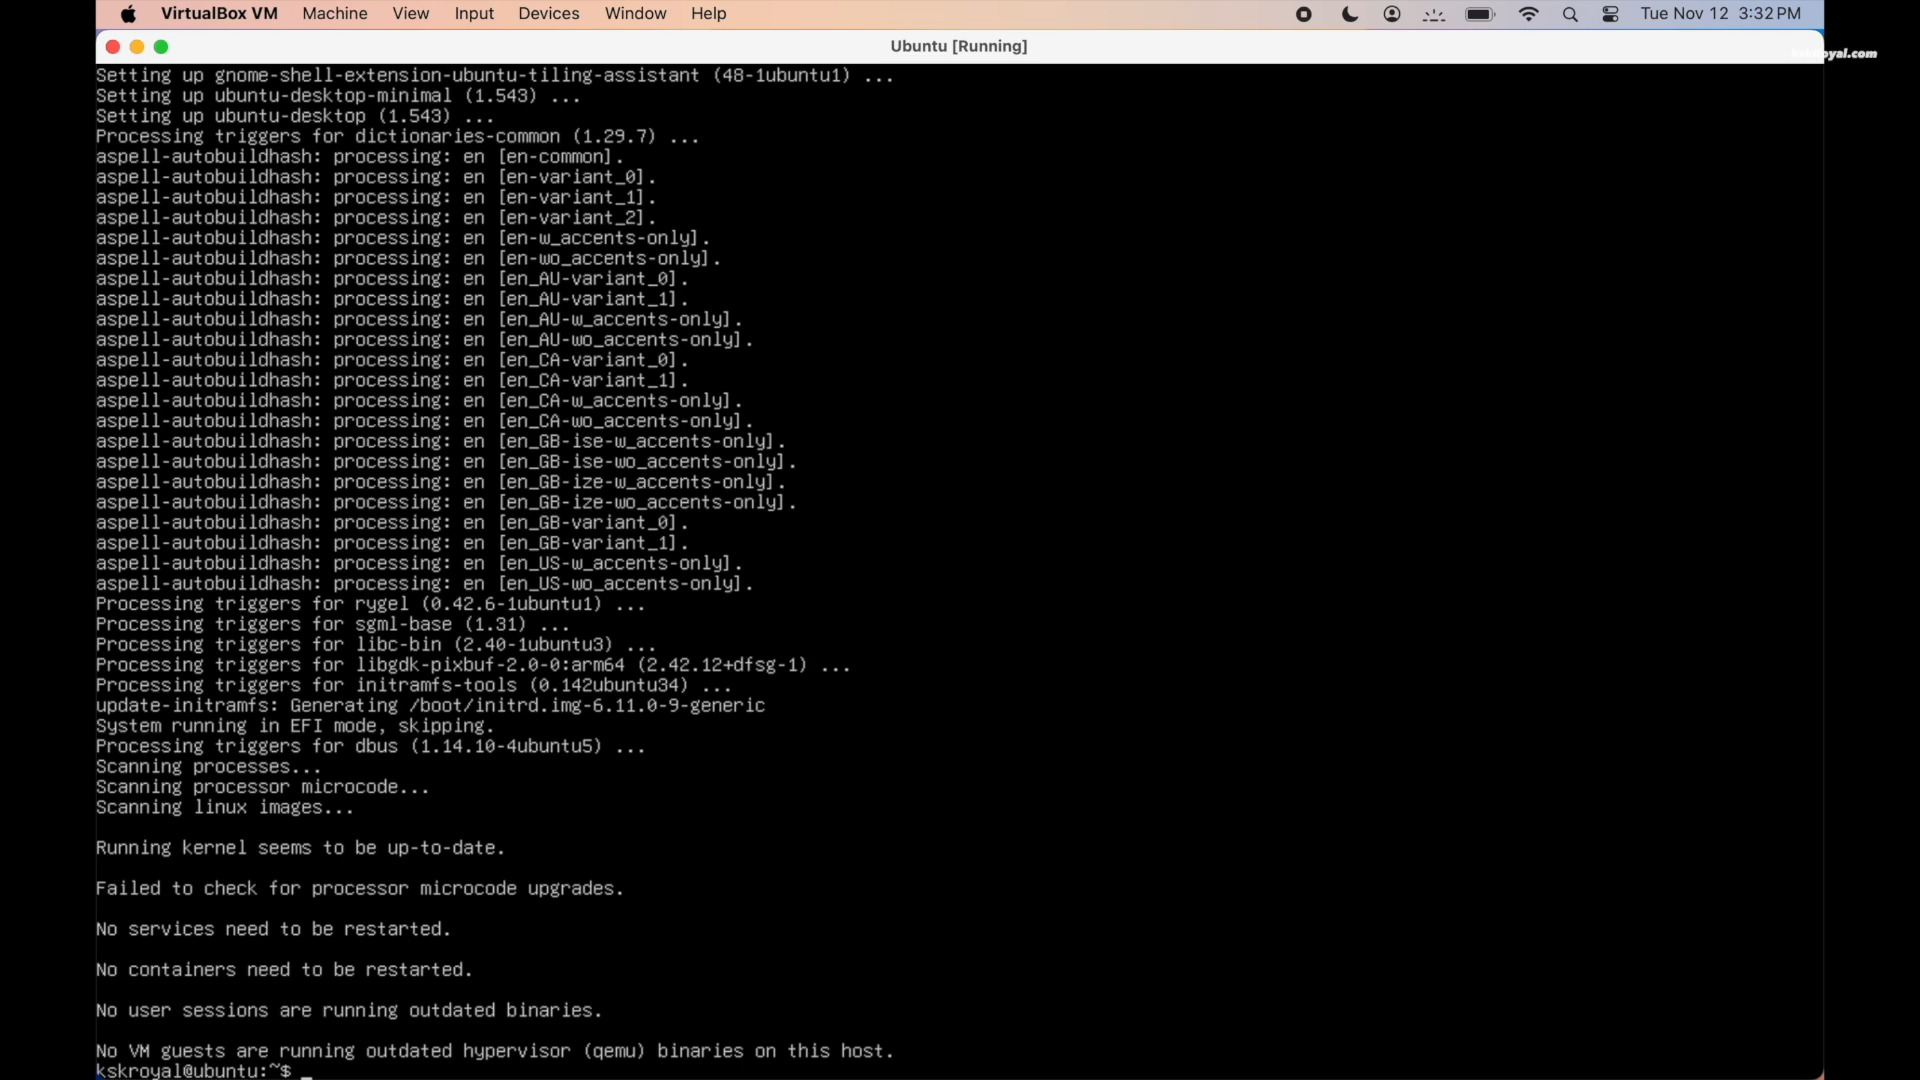 VirtualBox VM Machine View Input Devices Window Help Tue Nov 12 3:32 PM
Ubuntu [Running]
Setting up gnome-shell-extension-ubuntu-tiling-assistant (48-1ubuntu1) ...
Setting up ubuntu-desktop-minimal (1.543) ...
Setting up ubuntu-desktop (1.543) ...
Processing triggers for dictionaries-common (1.29.7) ...
aspell-autobuildhash: processing: en [en-common].
aspell-autobuildhash: processing: en [en-variant_0].
aspell-autobuildhash: processing: en [en-variant_1].
aspell-autobuildhash: processing: en [en-variant_2].
aspell-autobuildhash: processing: en [en-w_accents-only].
aspell-autobuildhash: processing: en [en-wo_accents-only].
aspell-autobuildhash: processing: en [en_AU-variant_0].
aspell-autobuildhash: processing: en [en_AU-variant_1].
aspell-autobuildhash: processing: en [en_AU-w_accents-only].
aspell-autobuildhash: processing: en [en_AU-wo_accents-only].
aspell-autobuildhash: processing: en [en_CA-variant_0].
aspell-autobuildhash: processing: en [en_CA-variant_1].
aspell-autobuildhash: processing: en [en_CA-w_accents-only].
aspell-autobuildhash: processing: en [en_CA-wo_accents-only].
aspell-autobuildhash: processing: en [en_GB-ise-w_accents-only].
aspell-autobuildhash: processing: en [en_GB-ise-wo_accents-only].
aspell-autobuildhash: processing: en [en_GB-ize-w_accents-only].
aspell-autobuildhash: processing: en [en_GB-ize-wo_accents-only].
aspell-autobuildhash: processing: en [en_GB-variant_0].
aspell-autobuildhash: processing: en [en_GB-variant_1].
aspell-autobuildhash: processing: en [en_US-w_accents-only].
aspell-autobuildhash: processing: en [en_US-wo_accents-only].
Processing triggers for rygel (0.42.6-1ubuntu1) ...
Processing triggers for sgml-base (1.31) ...
Processing triggers for libc-bin (2.40-1ubuntu3) ...
Processing triggers for libgdk-pixbuf-2.0-0:arm64 (2.42.12+dfsg-1) ...
Processing triggers for initramfs-tools (0.142ubuntu34) ...
update-initramfs: Generating /boot/initrd.img-6.11.0-9-generic
System running in EFI mode, skipping.
Processing triggers for dbus (1.14.10-4ubuntu5) ...
Scanning processes...
Scanning processor microcode...
Scanning linux images...
Running kernel seems to be up-to-date.
Failed to check for processor microcode upgrades.
No services need to be restarted.
No containers need to be restarted.
No user sessions are running outdated binaries.
No VM guests are running outdated hypervisor (qemu) binaries on this host.
kskroyal@ubuntu:~$ _